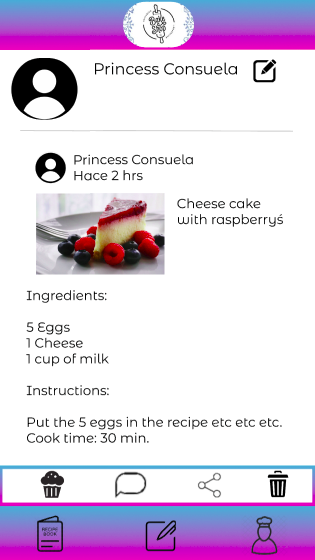 Princess Consuela
Princess Consuela
Hace 2 hrs
Cheese cake
with raspberryś
Ingredients:
5 Eggs
1 Cheese
1 cup of milk
Instructions:
Put the 5 eggs in the recipe etc etc etc.
Cook time: 30 min.
RECIPE
BOOK